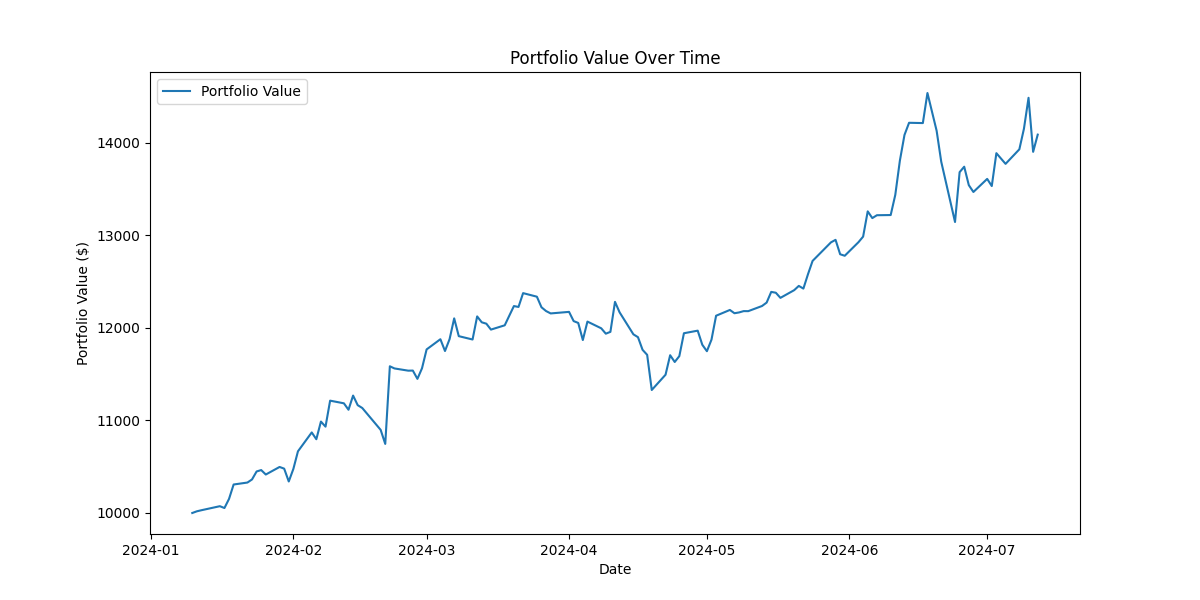 Portfolio Value Over Time
Portfolio Value
14000
13000
12000
11000
10000
Portfolio Value ($)
2024-01 2024-02 2024-03 2024-04 2024-05 2024-06 2024-07
Date